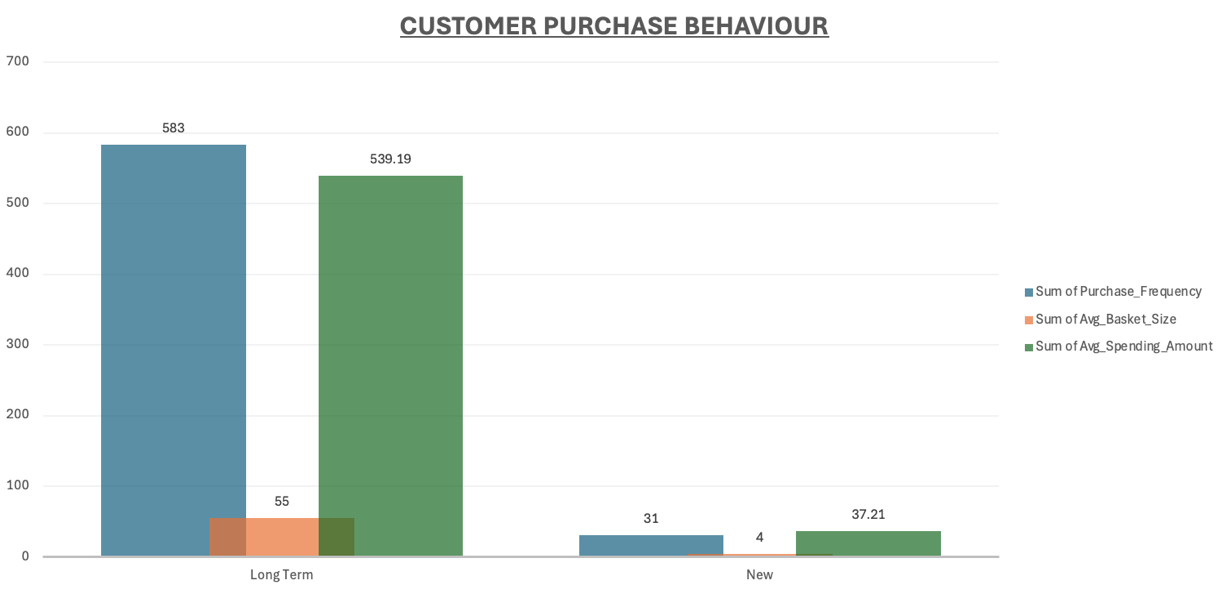 CUSTOMER PURCHASE BEHAVIOUR
700
600
500
400
300
200
100
0
583
55
539.19
31
4
37.21
Long Term
New
Sum of Purchase_Frequency
Sum of Avg_Basket_Size
Sum of Avg_Spending_Amount